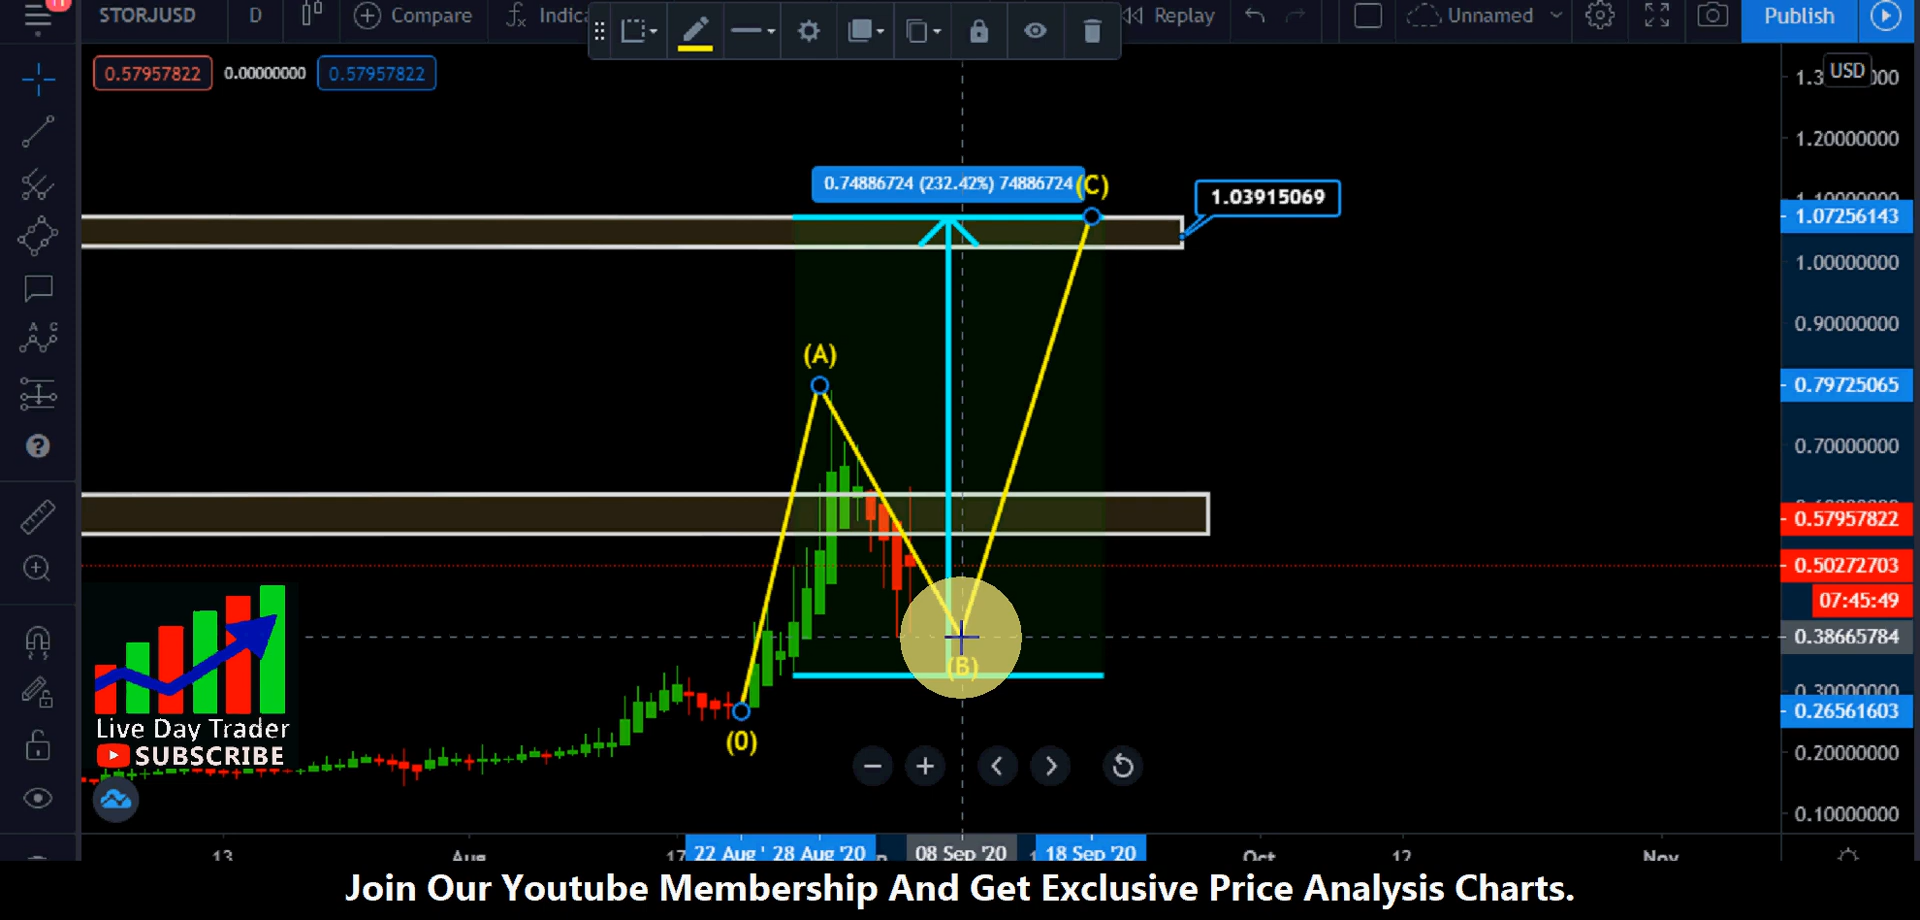 11
STORJUSD D Compare Replay Unnamed Publish
0.57957822 0.00000000 0.57957822
USD
1.20000000
0.74886724 (232.42%) 74886724 (C)
1.03915069
1.07256143
1.00000000
0.90000000
(A)
0.79725065
0.70000000
0.57957822
0.50272703
07:45:49
0.38665784
(B)
0.30000000
0.26561603
(0)
0.20000000
0.10000000
Live Day Trader
SUBSCRIBE
13 Aug 17 22 Aug ' 28 Aug '20 08 Sep '20 18 Sep '20 Oct 12 Nov
Join Our Youtube Membership And Get Exclusive Price Analysis Charts.